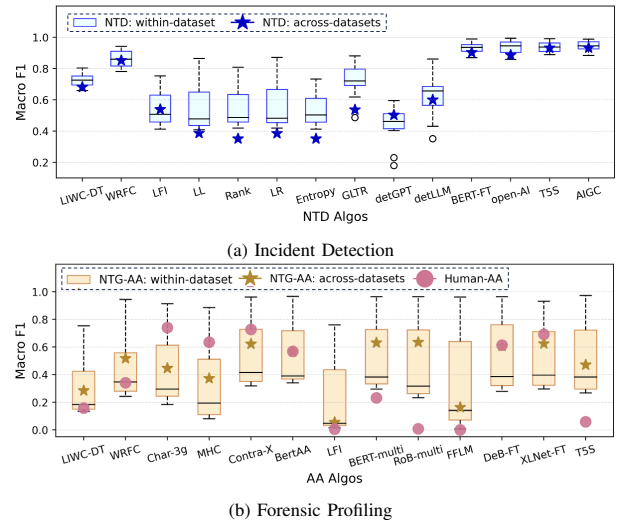 NTD: within-dataset NTD: across-datasets
1.0
0.8
0.6
0.4
0.2
Macro F1
LIWC-DT WRFC LFI LL Rank LR Entropy GLTR detGPT detLLM BERT-FT open-AI T5S AIGC
NTD Algos
(a) Incident Detection
NTG-AA: within-dataset NTG-AA: across-datasets Human-AA
1.0
0.8
0.6
0.4
0.2
0.0
Macro F1
LIWC-DT WRFC Char-3g MHC Contra-X BertAA LFI BERT-multi RoB-multi FFLM DeB-FT XLNet-FT T5S
AA Algos
(b) Forensic Profiling